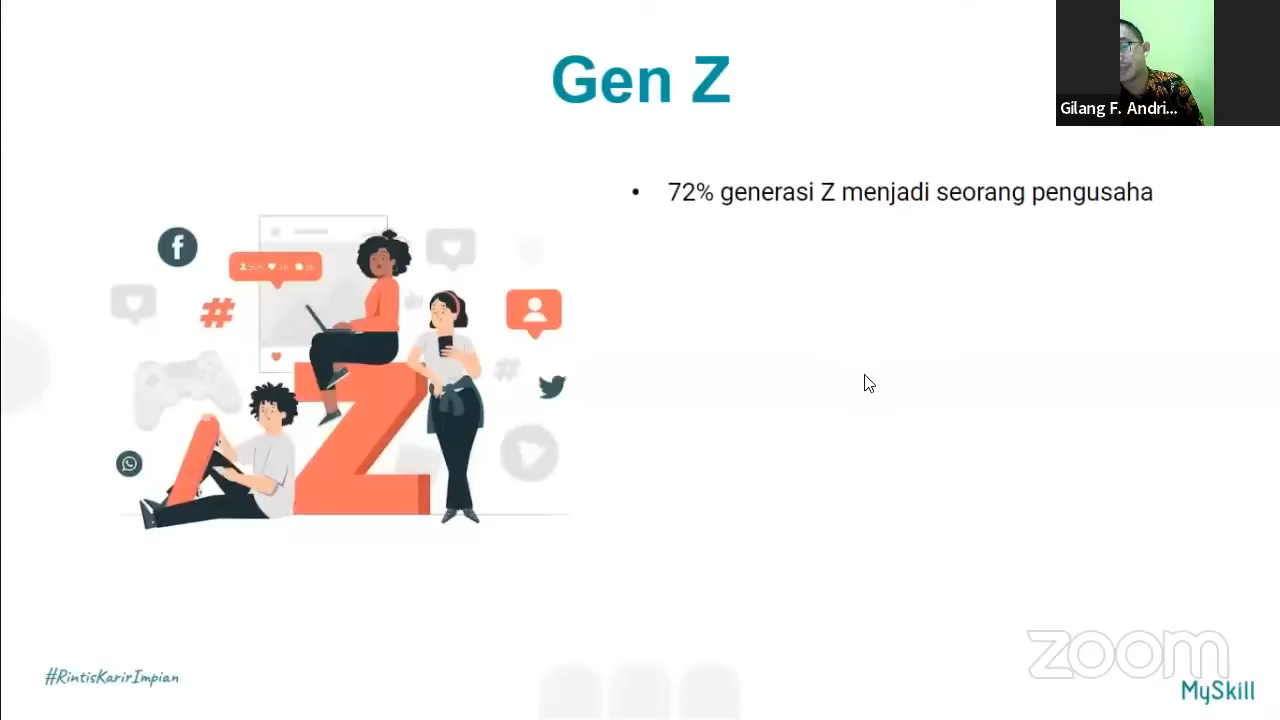 Gen Z
Gilang F. Andri...
• 72% generasi Z menjadi seorang pengusaha
#RintisKarirImpian
zoom
MySkill